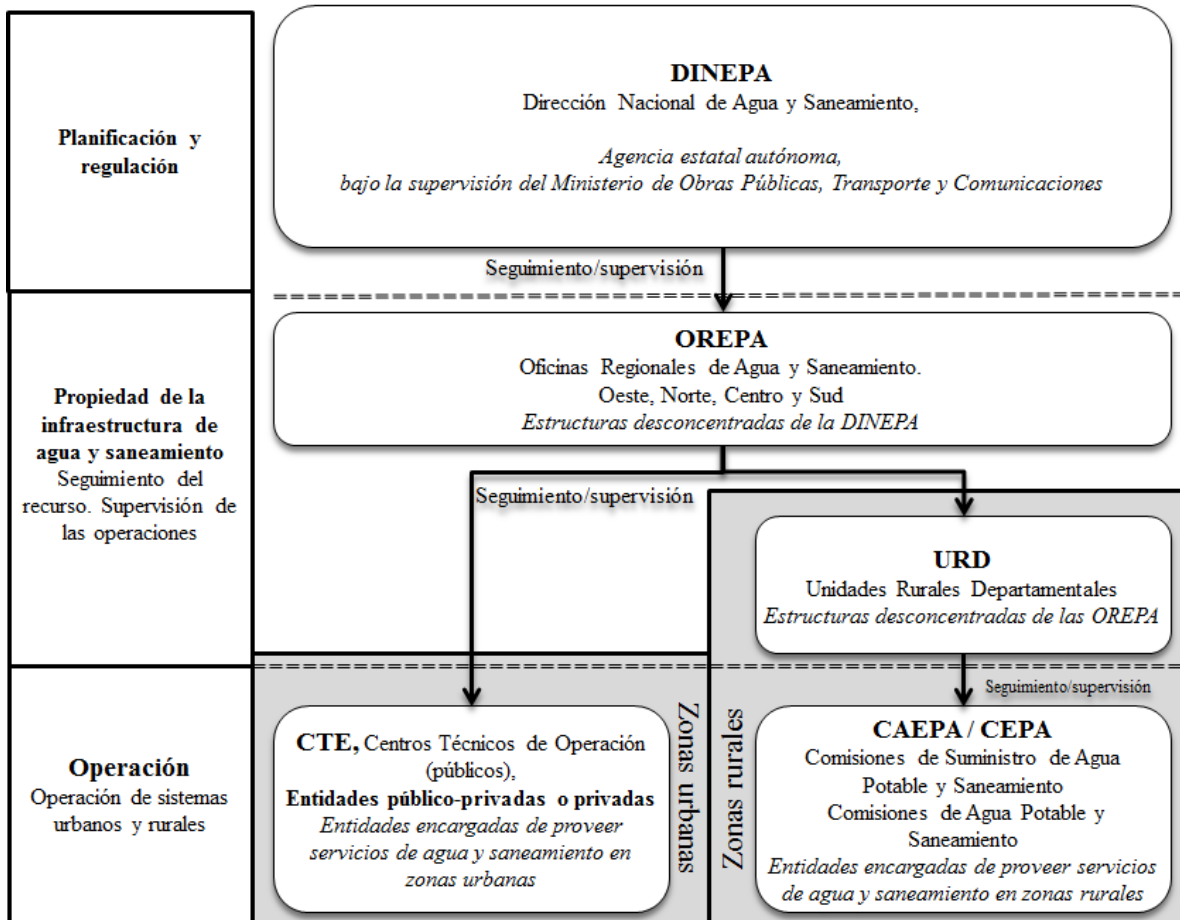 Planificación y
regulación
DINEPA
Dirección Nacional de Agua y Saneamiento,
Agencia estatal autónoma,
bajo la supervisión del Ministerio de Obras Públicas, Transporte y Comunicaciones
Seguimiento/supervisión
Propiedad de la
infraestructura de
agua y saneamiento
Seguimiento del
recurso. Supervisión de
las operaciones
OREPA
Oficinas Regionales de Agua y Saneamiento.
Oeste, Norte, Centro y Sud
Estructuras desconcentradas de la DINEPA
Seguimiento/supervisión
URD
Unidades Rurales Departamentales
Estructuras desconcentradas de las OREPA
Seguimiento/supervisión
Operación
Operación de sistemas
urbanos y rurales
CTE, Centros Técnicos de Operación
(públicos),
Entidades público-privadas o privadas
Entidades encargadas de proveer
servicios de agua y saneamiento en
zonas urbanas
Zonas urbanas
Zonas rurales
CAEPA / CEPA
Comisiones de Suministro de Agua
Potable y Saneamiento
Comisiones de Agua Potable y
Saneamiento
Entidades encargadas de proveer servicios
de agua y saneamiento en zonas rurales